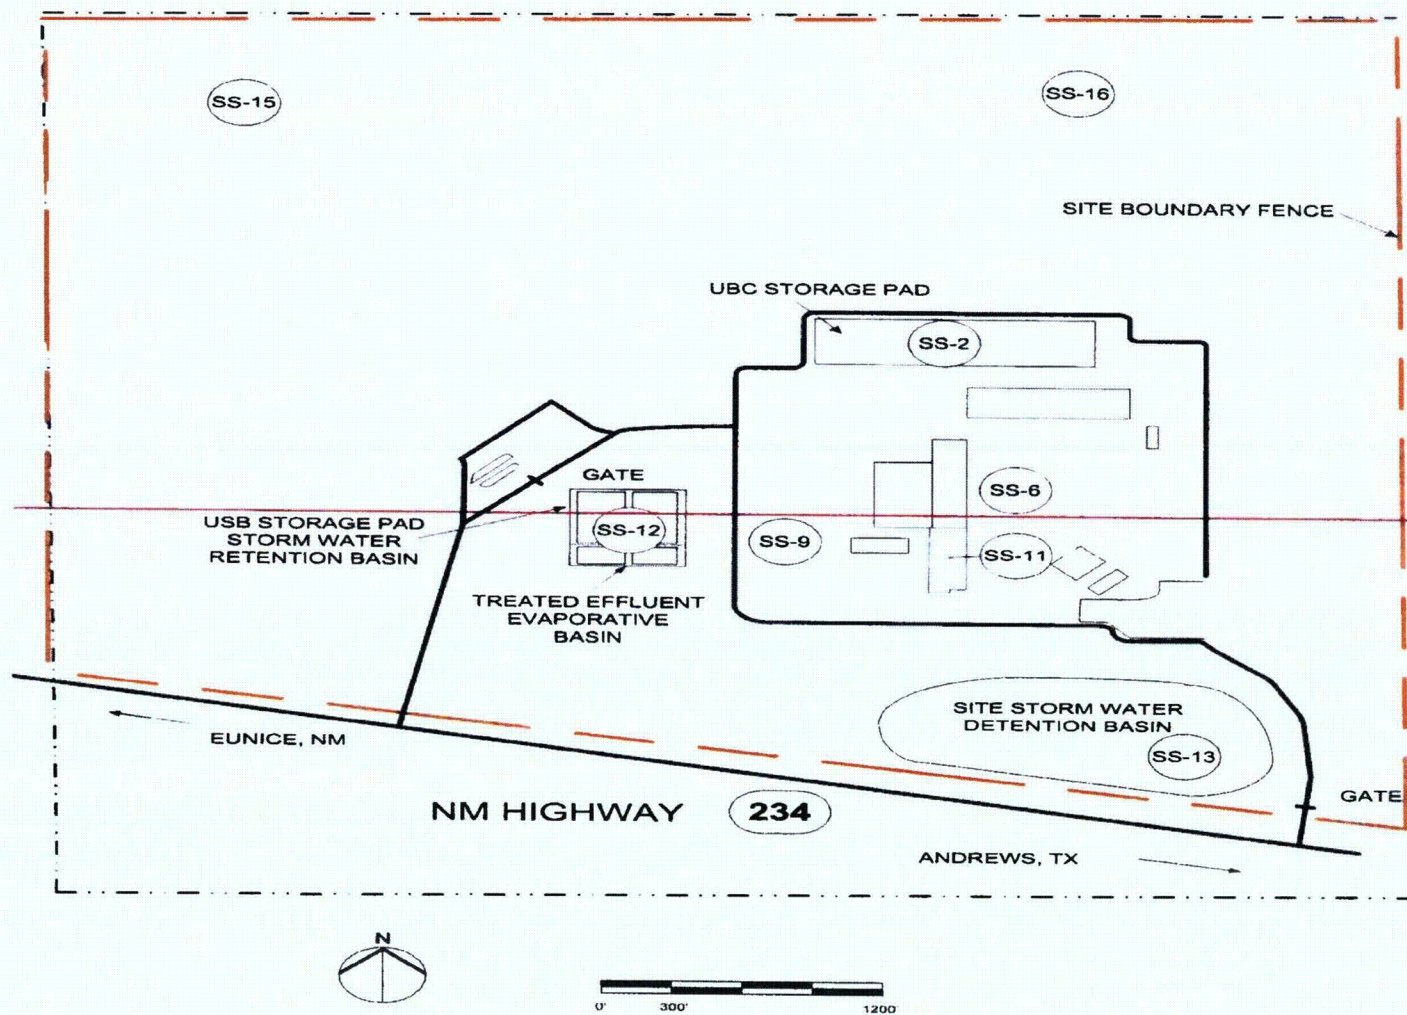 SS-15
SS-16
SITE BOUNDARY FENCE
UBC STORAGE PAD
SS-2
GATE
SS-6
USB STORAGE PAD
STORM WATER
RETENTION BASIN
SS-12
SS-9
SS-11
TREATED EFFLUENT
EVAPORATIVE
BASIN
SITE STORM WATER
DETENTION BASIN
EUNICE, NM
SS-13
NM HIGHWAY 234
GATE
ANDREWS, TX
N
0' 300' 1200'